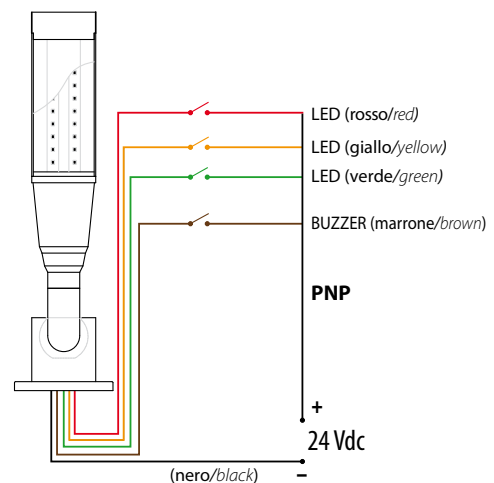 LED (rosso/red)
LED (giallo/yellow)
LED (verde/green)
BUZZER (marrone/brown)
PNP
+
24 Vdc
(nero/black) –